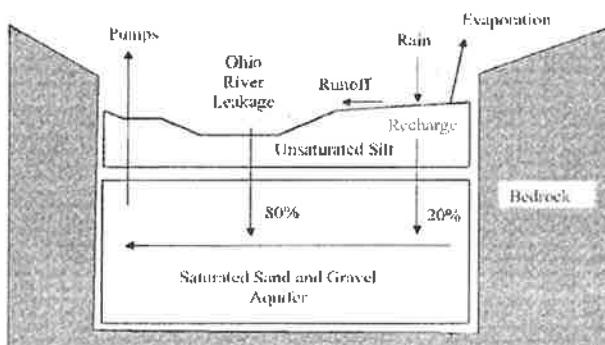 Evaporation
Pumps
Rain
Ohio
River
Leakage
Runoff
Recharge
Unsaturated Silt
Bedrock
80%
20%
Saturated Sand and Gravel
Aquifer